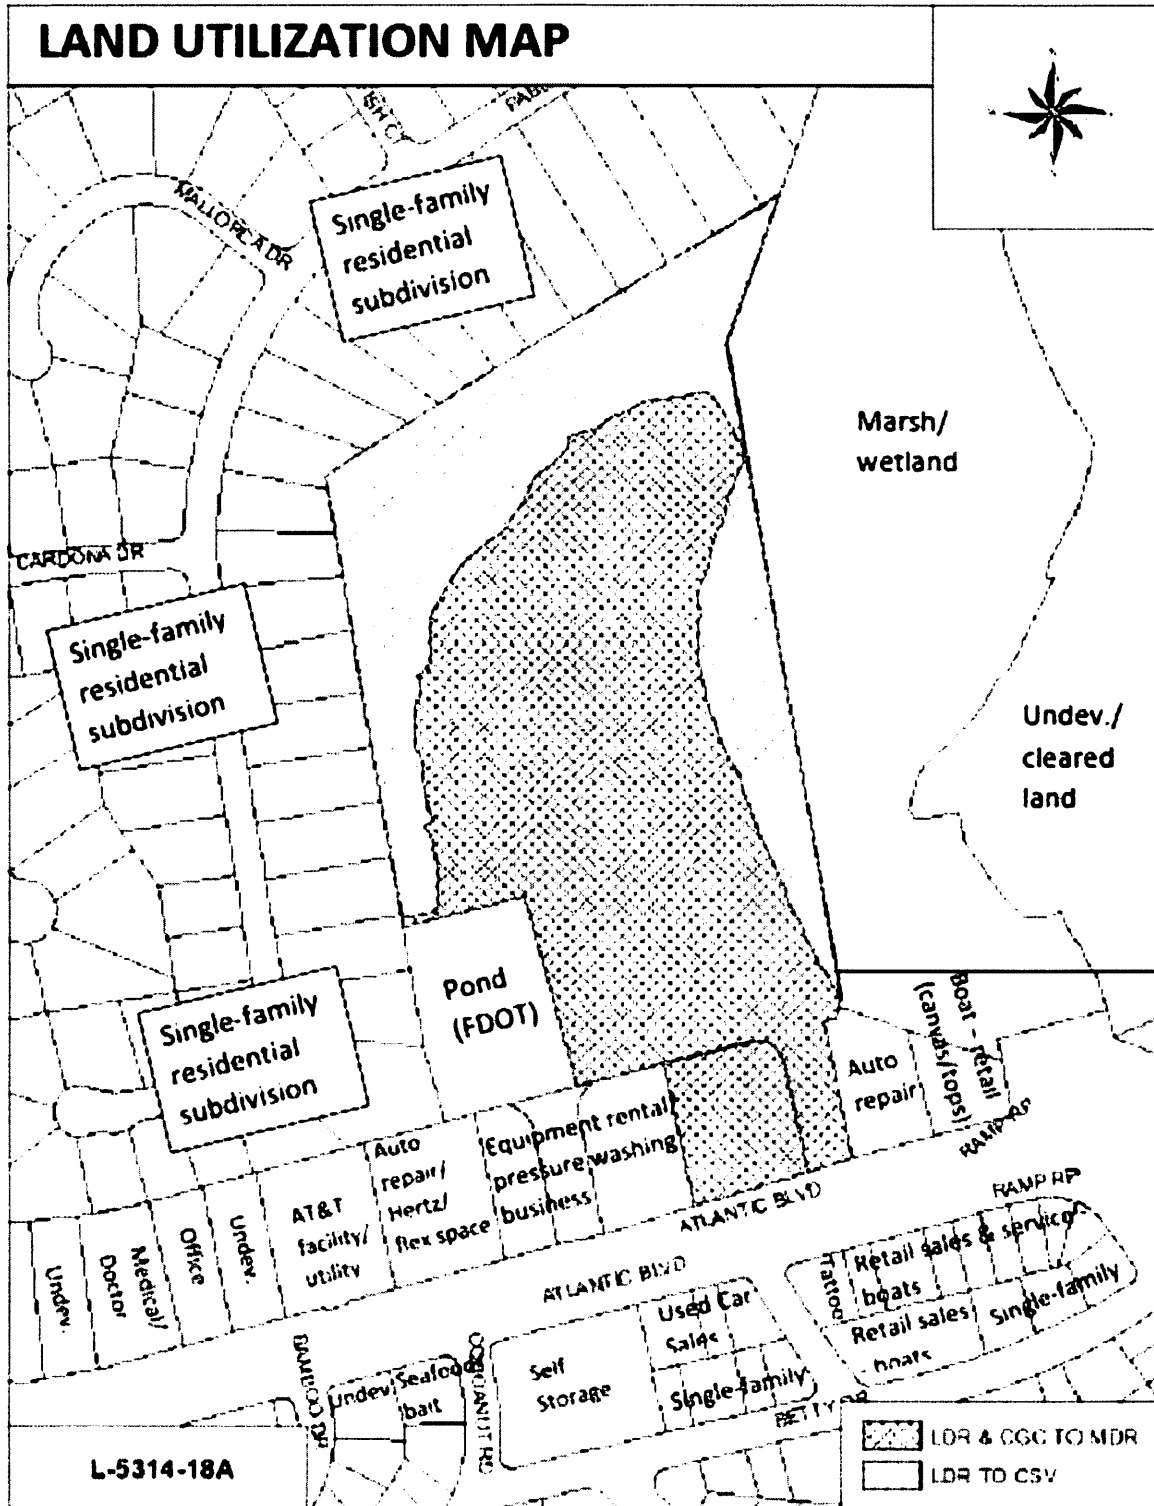 LAND UTILIZATION MAP
MALLORCA DR
Single-family
residential
subdivision
Marsh/
wetland
CARDONA DR
Single-family
residential
subdivision
Undev./
cleared
land
Pond
(FDOT)
Single-family
residential
subdivision
Boat - retail
(canvas/tops)
Auto
repair
RAMP RP
Equipment rental
pressure washing
business
Auto
repair/
Hertz/
flex space
AT&T
facility/
utility
Undev.
Office
Medical/
Doctor
Undev.
ATLANTIC BLVD
ATLANTIC BLVD
RAMP RP
Tattoo
Retail sales & service
boats
Retail sales
boats
Single-family
Used Car
Sales
Single-family
Self
Storage
BAMBOO DR
Undev.
Seafood
bait
BETTY DR
L-5314-18A
LDR & CGC TO MDR
LDR TO CSV